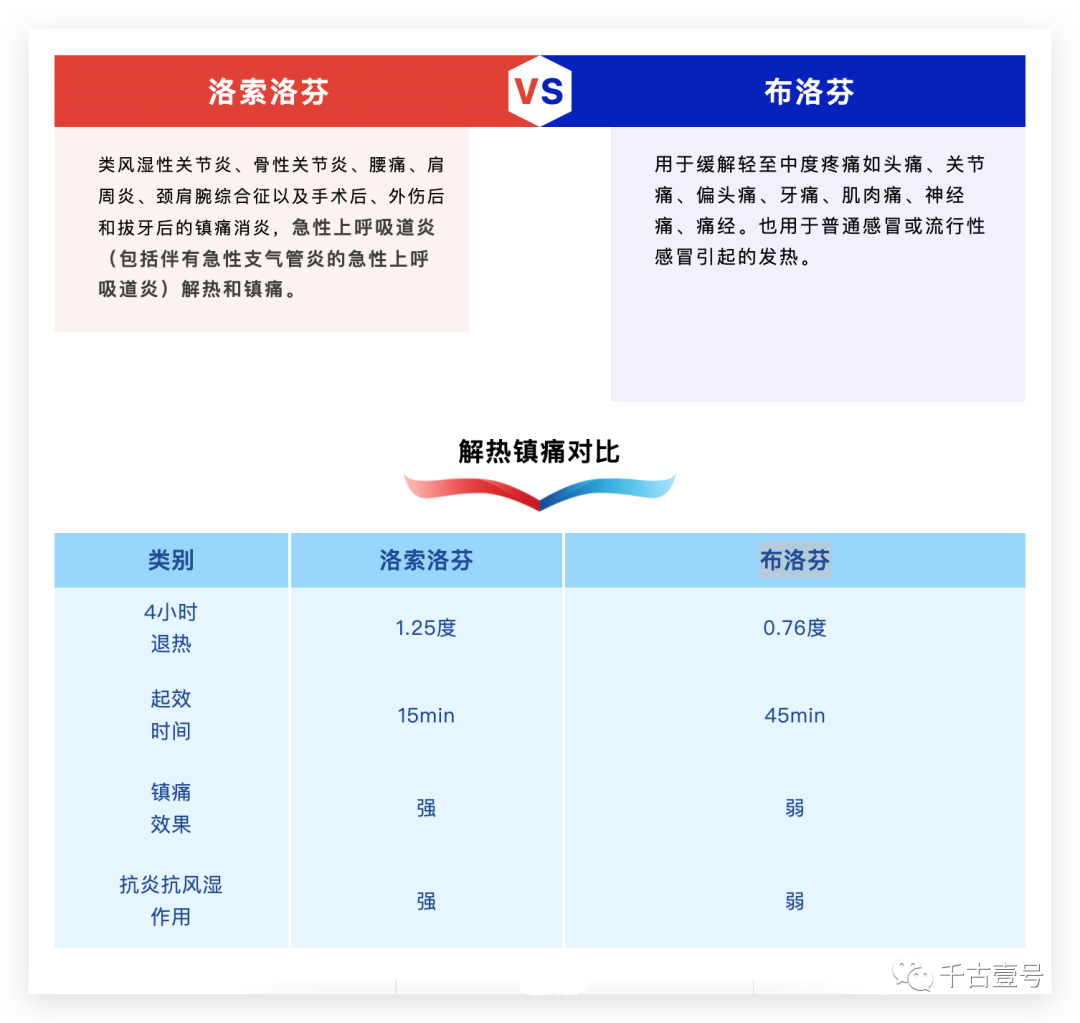 洛索洛芬
VS
布洛芬
类风湿性关节炎、骨性关节炎、腰痛、肩
周炎、颈肩腕综合征以及手术后、外伤后
和拔牙后的镇痛消炎，急性上呼吸道炎
（包括伴有急性支气管炎的急性上呼
吸道炎）解热和镇痛。
用于缓解轻至中度疼痛如头痛、关节
痛、偏头痛、牙痛、肌肉痛、神经
痛、痛经。也用于普通感冒或流行性
感冒引起的发热。
解热镇痛对比
类别
洛索洛芬
布洛芬
4小时
退热
1.25度
0.76度
起效
时间
15min
45min
镇痛
效果
强
弱
抗炎抗风湿
作用
强
弱
千古壹号